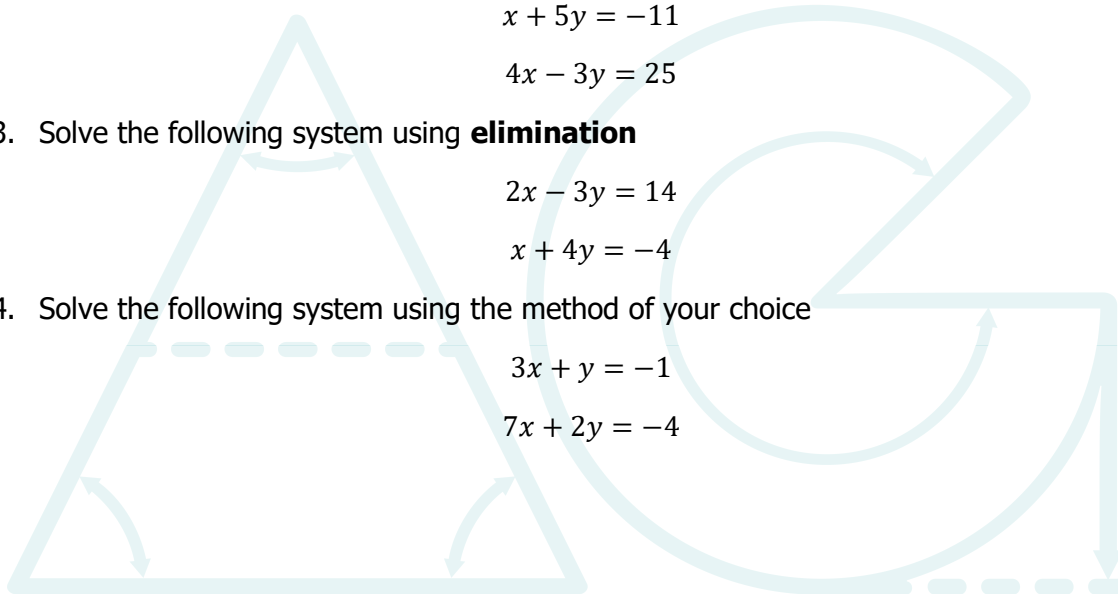 x + 5y = −11
4x − 3y = 25
3. Solve the following system using elimination
2x − 3y = 14
x + 4y = −4
4. Solve the following system using the method of your choice
3x + y = −1
7x + 2y = −4